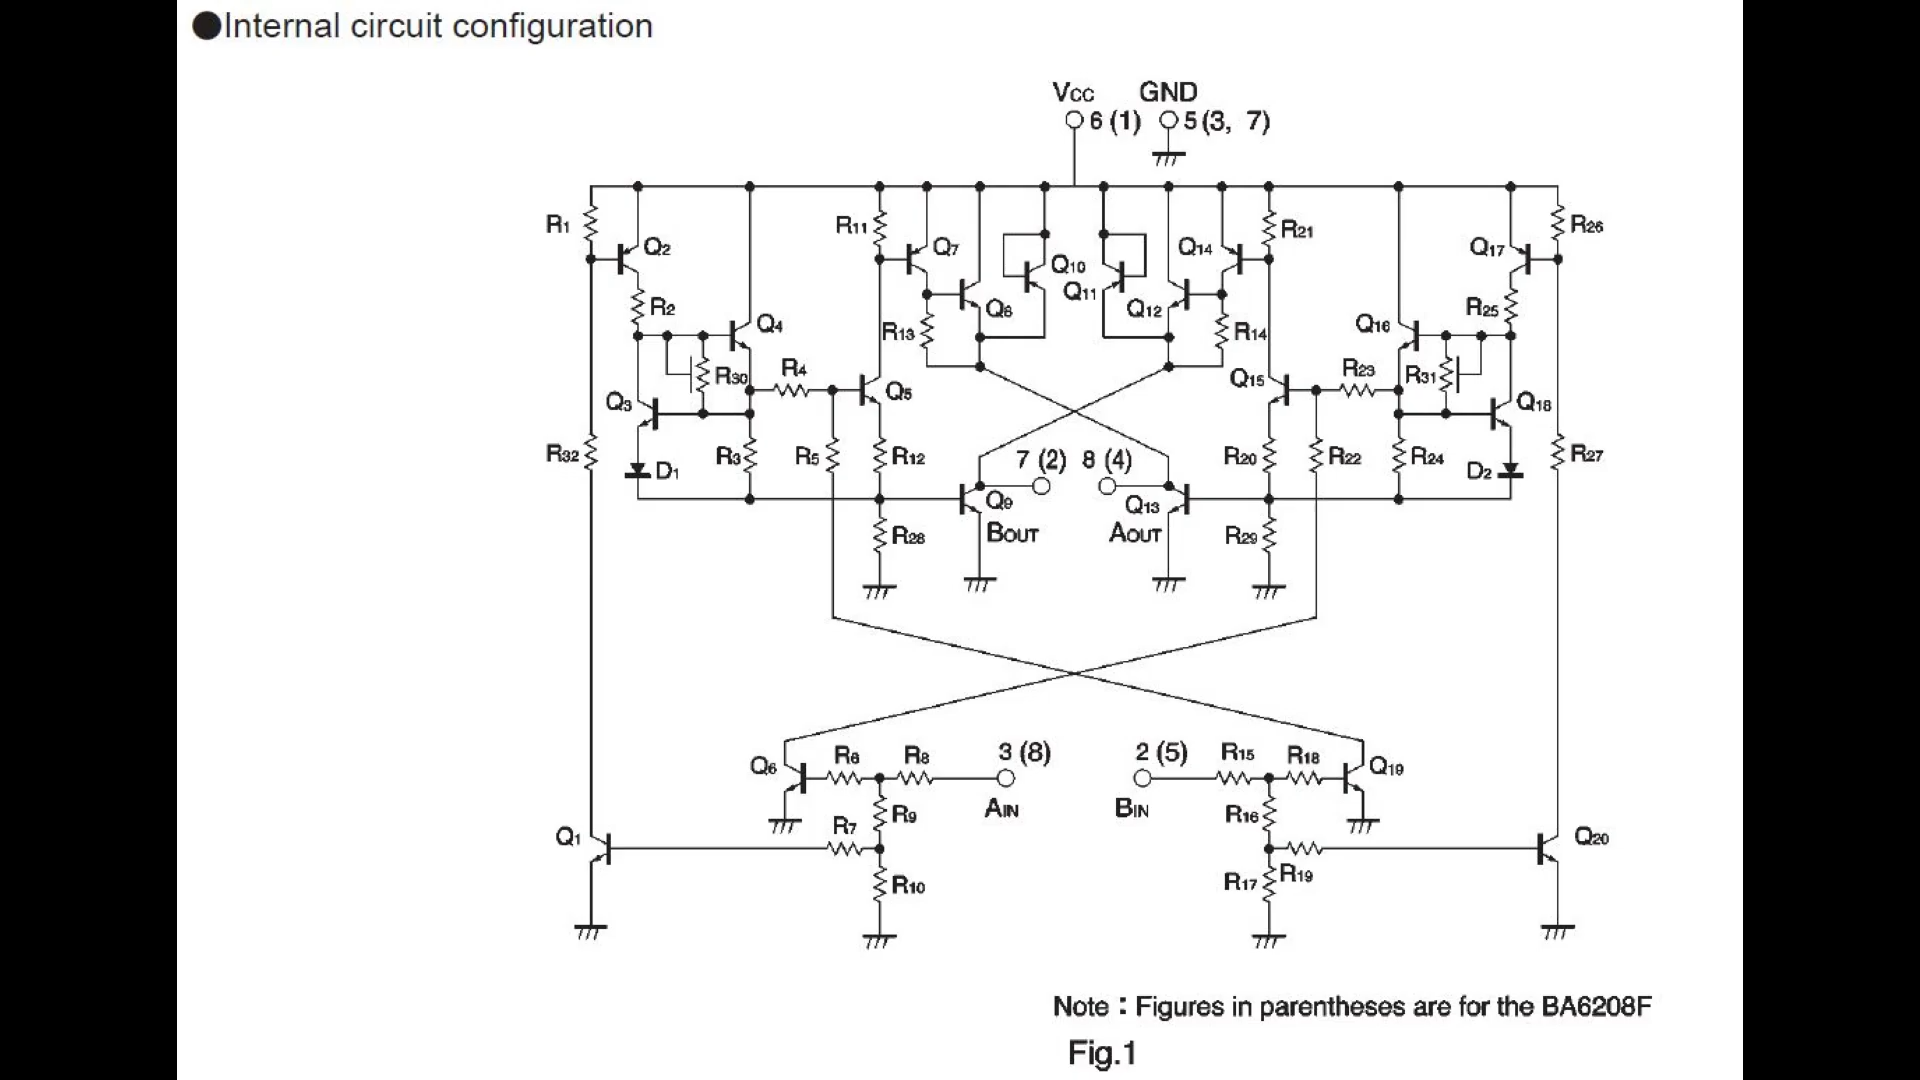 ●Internal circuit configuration
Vcc GND
6 (1) 5 (3, 7)
R1 R11 R21 R26
Q2 Q7 Q14 Q17
Q10
Q11
R2 Q8 Q12 R25
Q4 R13 R14 Q16
R30 R4 Q5 Q15 R23 R31
Q3 Q18
R32 D1 R3 R5 R12 7 (2) 8 (4) R20 R22 R24 D2 R27
Q9 Q13
R28 BOUT AOUT R29
Q6 R6 R8 3 (8) 2 (5) R15 R18 Q19
AIN BIN
R9 R16
Q1 R7 Q20
R10 R17 R19
Note : Figures in parentheses are for the BA6208F
Fig.1